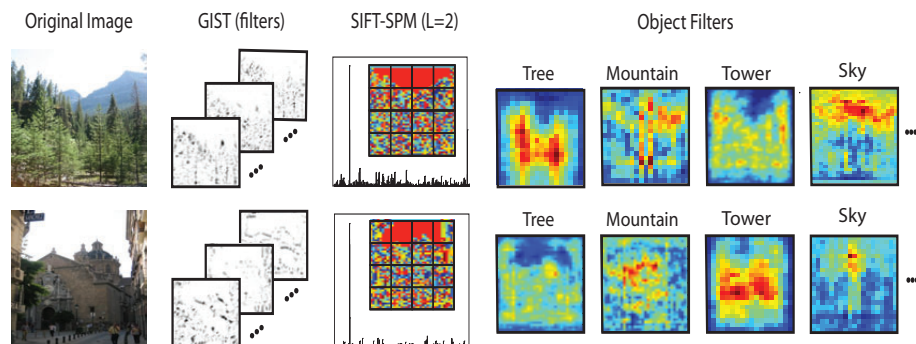 Original Image GIST (filters) SIFT-SPM (L=2) Object Filters
Tree Mountain Tower Sky
Tree Mountain Tower Sky